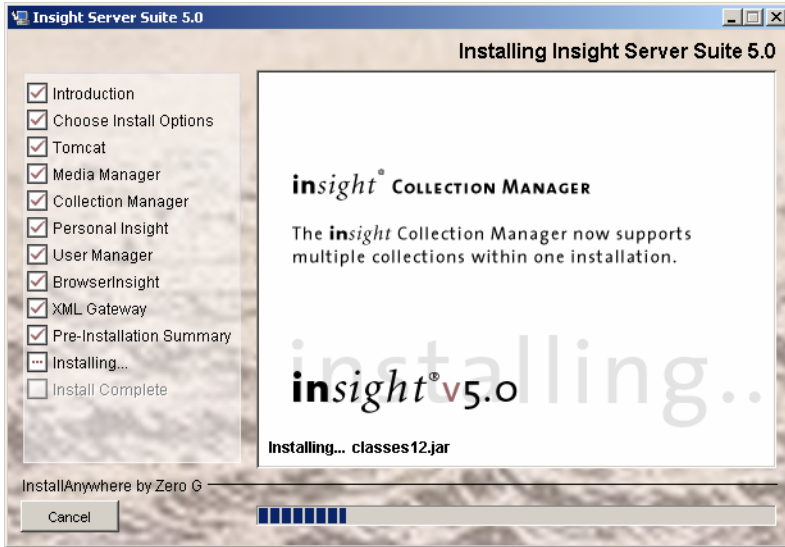 Insight Server Suite 5.0
Installing Insight Server Suite 5.0
Introduction
Choose Install Options
Tomcat
Media Manager
Collection Manager
Personal Insight
User Manager
BrowserInsight
XML Gateway
Pre-Installation Summary
Installing...
Install Complete
insight® COLLECTION MANAGER
The insight Collection Manager now supports
multiple collections within one installation.
installing..
insight® v5.0
Installing... classes12.jar
InstallAnywhere by Zero G
Cancel